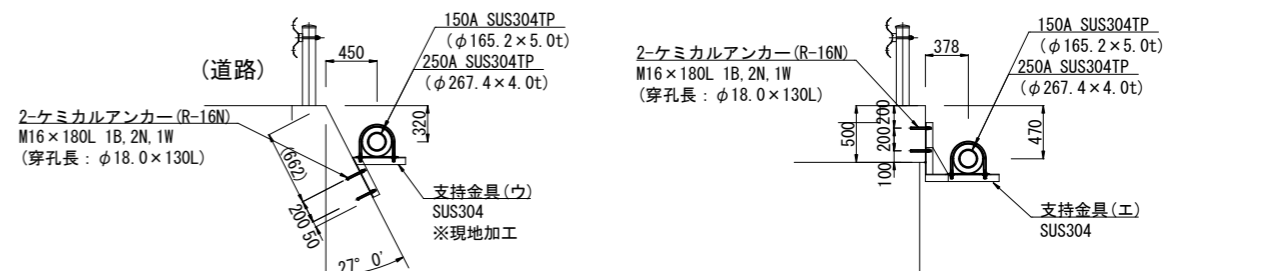 150A SUS304TP
(φ165.2×5.0t)
250A SUS304TP
(φ267.4×4.0t)
450
(道路)
320
2-ケミカルアンカー(R-16N)
M16×180L 1B,2N,1W
(穿孔長：φ18.0×130L)
(662)
200
50
27° 0'
支持金具(ウ)
SUS304
※現地加工
150A SUS304TP
(φ165.2×5.0t)
250A SUS304TP
(φ267.4×4.0t)
378
2-ケミカルアンカー(R-16N)
M16×180L 1B,2N,1W
(穿孔長：φ18.0×130L)
500
200
200
100
470
支持金具(エ)
SUS304